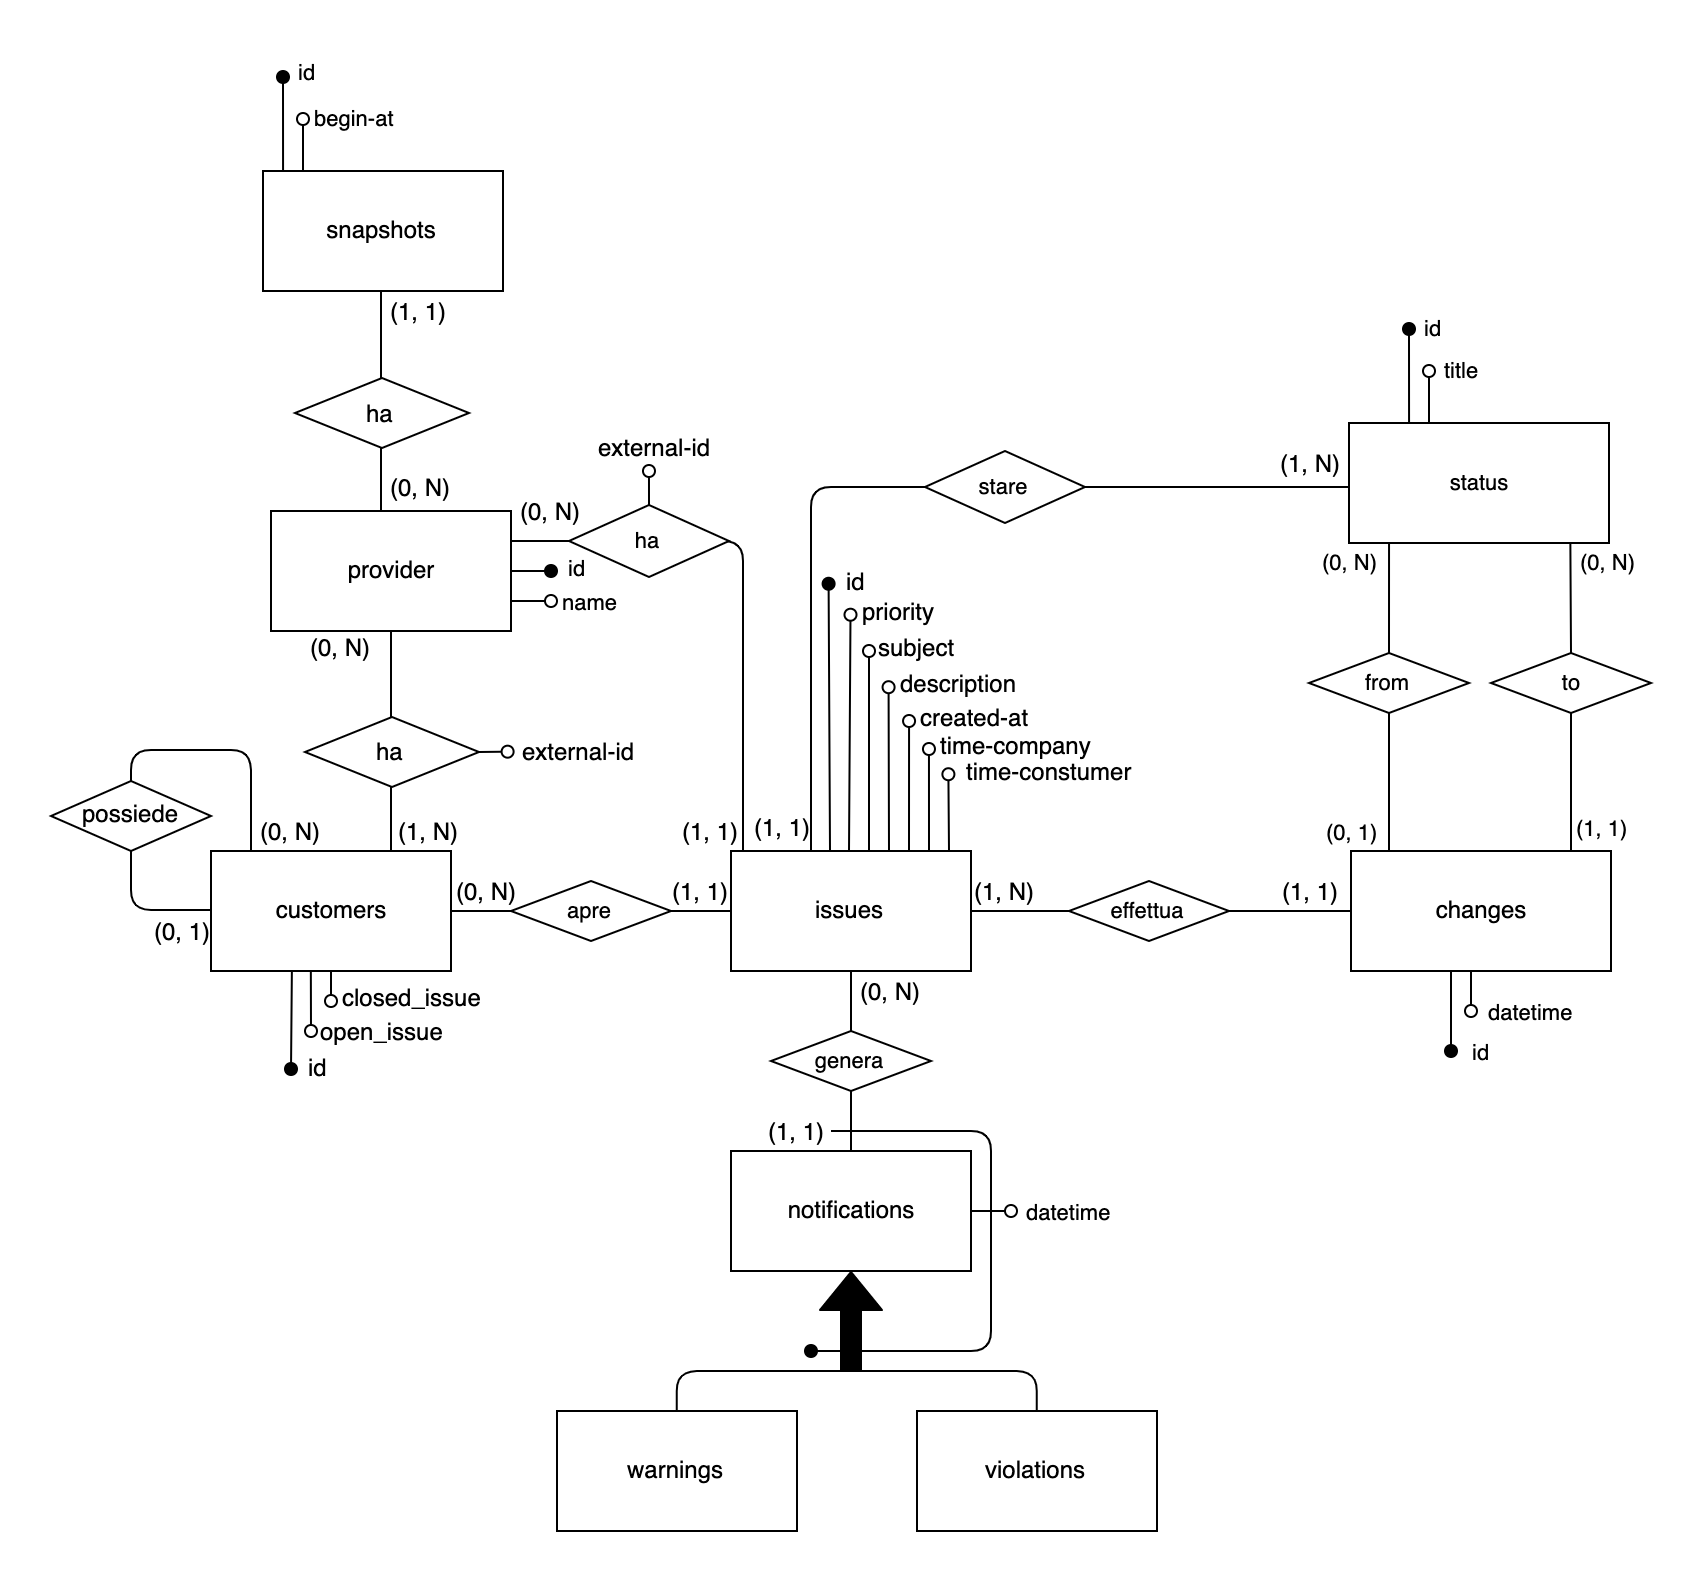 id
begin-at
snapshots
(1, 1)
ha
(0, N)
provider
id
name
(0, N)
external-id
ha
(0, N)
ha
external-id
(1, N)
possiede
(0, N)
(0, 1)
customers
closed_issue
open_issue
id
(0, N)
apre
(1, 1)
(1, 1)
(1, 1)
stare
(1, N)
id
title
status
id
priority
subject
description
created-at
time-company
time-constumer
issues
(1, N)
effettua
(1, 1)
(0, N)
(0, N)
from
to
(0, 1)
(1, 1)
changes
datetime
id
(0, N)
genera
(1, 1)
notifications
datetime
warnings
violations